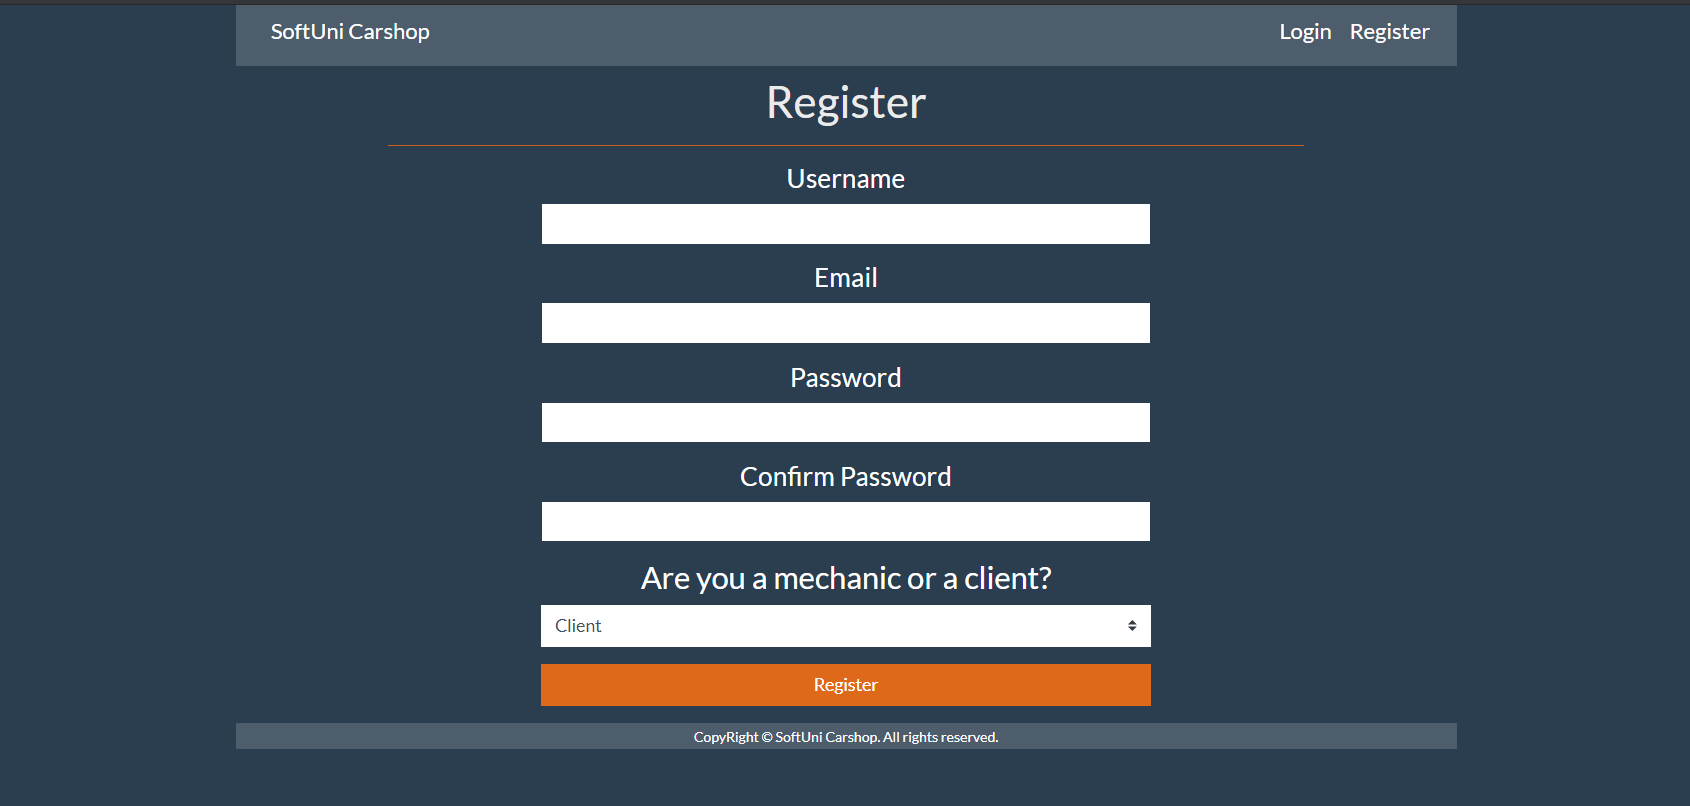 SoftUni Carshop
Login Register
Register
Username
Email
Password
Confirm Password
Are you a mechanic or a client?
Client
Register
CopyRight © SoftUni Carshop. All rights reserved.